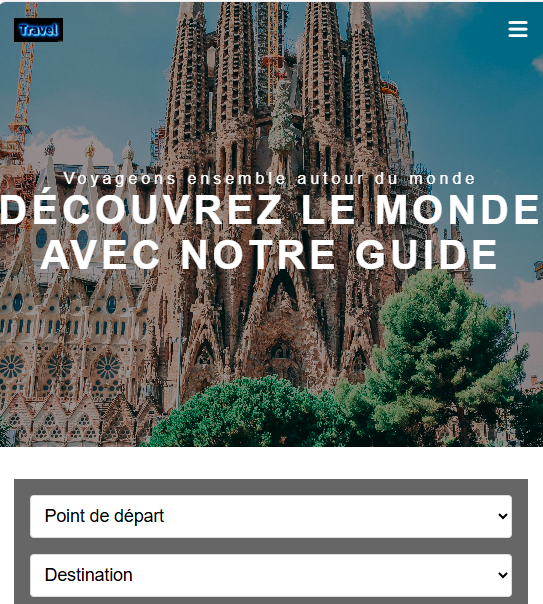 Travel
Voyageons ensemble autour du monde
DÉCOUVREZ LE MONDE
AVEC NOTRE GUIDE
Point de départ
Destination